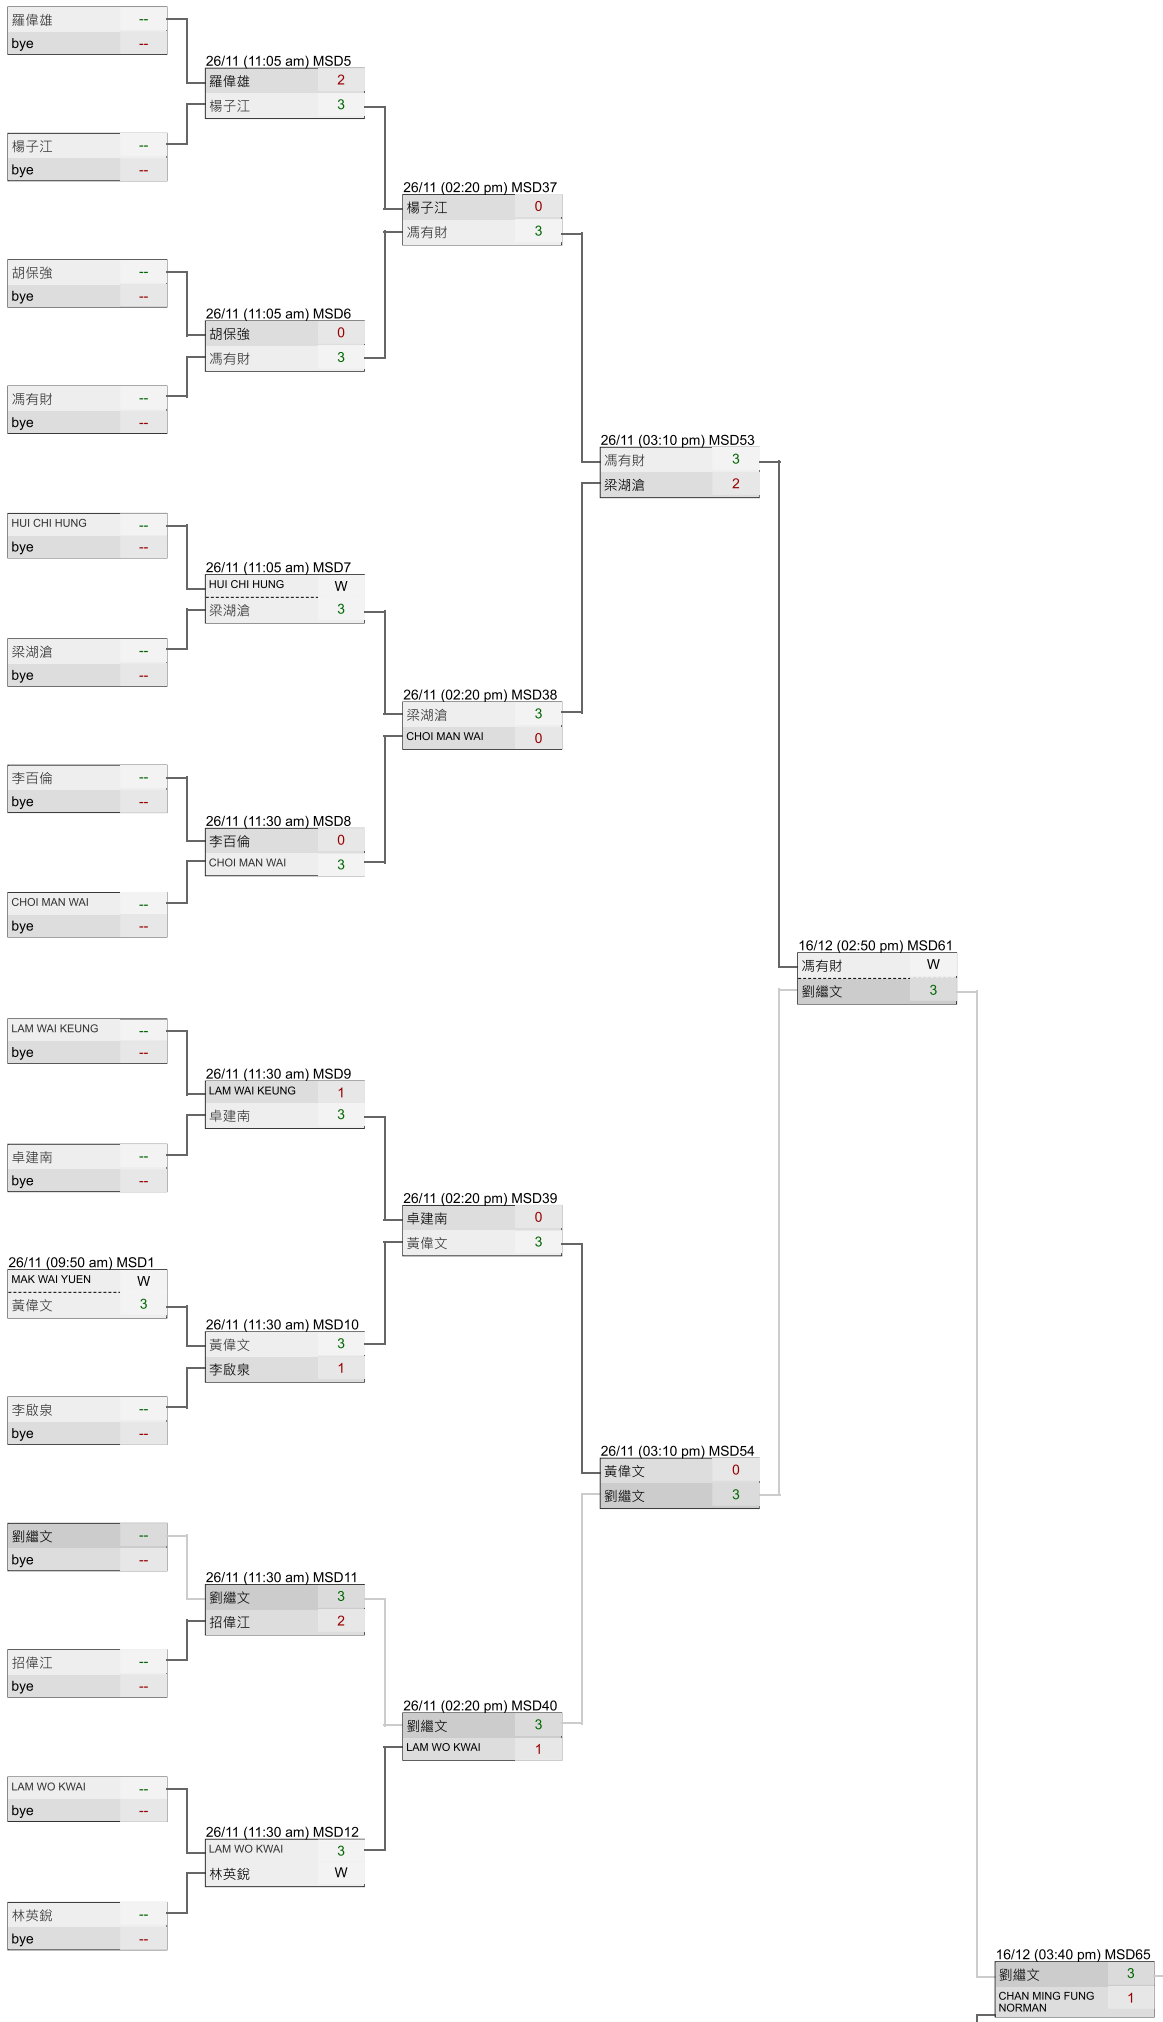 羅偉雄 --
bye --
26/11 (11:05 am) MSD5
羅偉雄 2
楊子江 3
楊子江 --
bye --
26/11 (02:20 pm) MSD37
楊子江 0
馮有財 3
胡保強 --
bye --
26/11 (11:05 am) MSD6
胡保強 0
馮有財 3
馮有財 --
bye --
26/11 (03:10 pm) MSD53
馮有財 3
梁湖滄 2
HUI CHI HUNG --
bye --
26/11 (11:05 am) MSD7
HUI CHI HUNG W
梁湖滄 3
梁湖滄 --
bye --
26/11 (02:20 pm) MSD38
梁湖滄 3
CHOI MAN WAI 0
李百倫 --
bye --
26/11 (11:30 am) MSD8
李百倫 0
CHOI MAN WAI 3
CHOI MAN WAI --
bye --
16/12 (02:50 pm) MSD61
馮有財 W
劉繼文 3
LAM WAI KEUNG --
bye --
26/11 (11:30 am) MSD9
LAM WAI KEUNG 1
卓建南 3
卓建南 --
bye --
26/11 (02:20 pm) MSD39
卓建南 0
黃偉文 3
26/11 (09:50 am) MSD1
MAK WAI YUEN W
黃偉文 3
26/11 (11:30 am) MSD10
黃偉文 3
李啟泉 1
李啟泉 --
bye --
26/11 (03:10 pm) MSD54
黃偉文 0
劉繼文 3
劉繼文 --
bye --
26/11 (11:30 am) MSD11
劉繼文 3
招偉江 2
招偉江 --
bye --
26/11 (02:20 pm) MSD40
劉繼文 3
LAM WO KWAI 1
LAM WO KWAI --
bye --
26/11 (11:30 am) MSD12
LAM WO KWAI 3
林英銳 W
林英銳 --
bye --
16/12 (03:40 pm) MSD65
劉繼文 3
CHAN MING FUNG 1
NORMAN